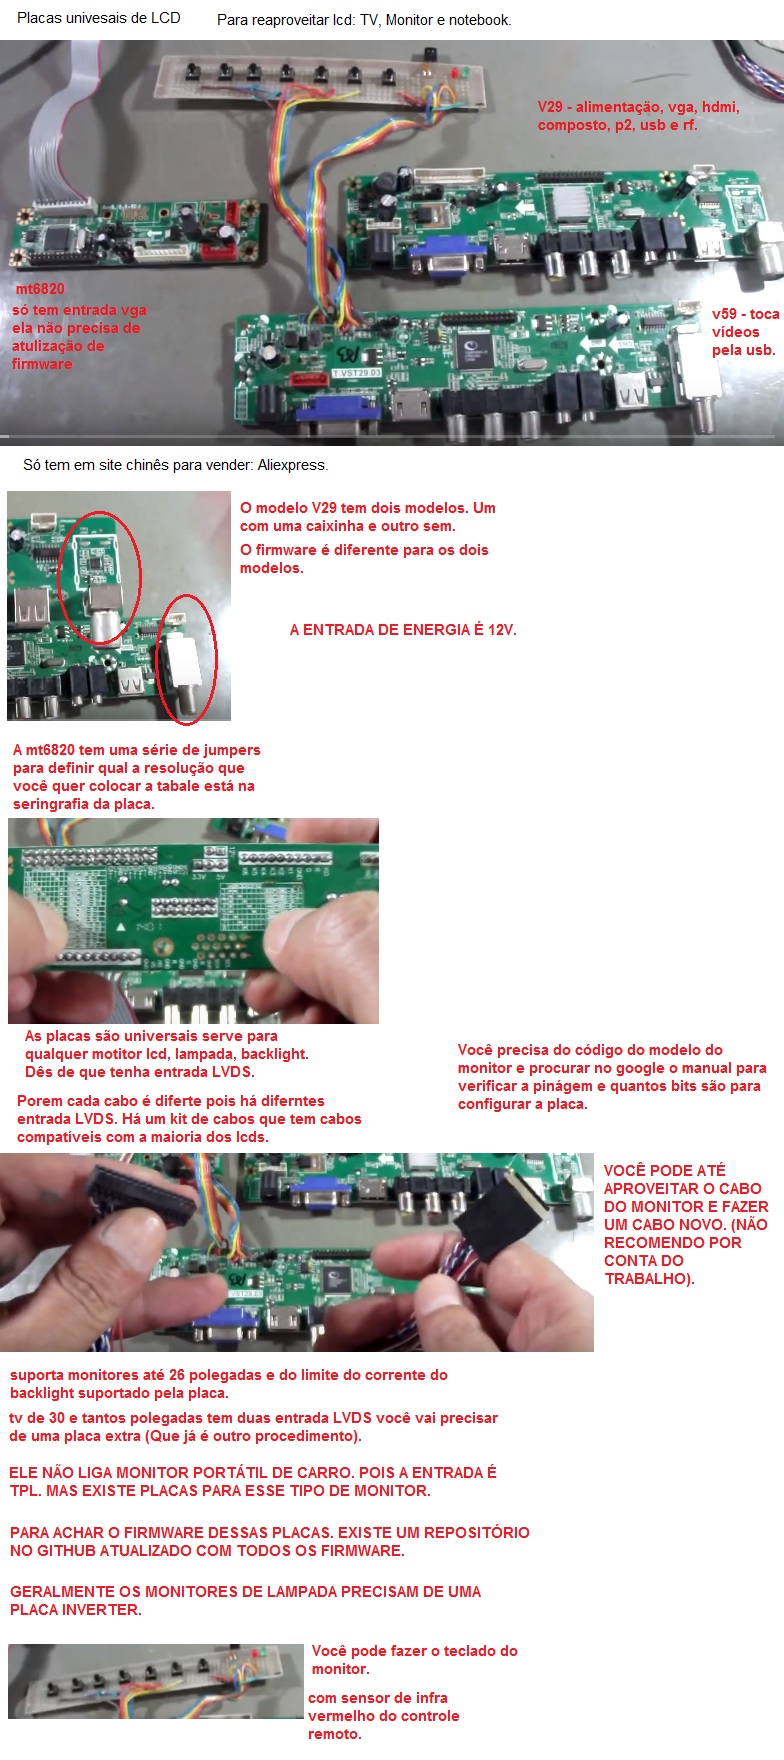 Placas univesais de LCD
Para reaproveitar lcd: TV, Monitor e notebook.
V29 - alimentação, vga, hdmi,
composto, p2, usb e rf.
mt6820
só tem entrada vga
ela não precisa de
atulização de
firmware
v59 - toca
vídeos
pela usb.
T.VST29.03
Só tem em site chinês para vender: Aliexpress.
O modelo V29 tem dois modelos. Um
com uma caixinha e outro sem.
O firmware é diferente para os dois
modelos.
A ENTRADA DE ENERGIA É 12V.
A mt6820 tem uma série de jumpers
para definir qual a resolução que
você quer colocar a tabale está na
seringrafia da placa.
12V
3.3V 5V
As placas são universais serve para
qualquer motitor lcd, lampada, backlight.
Dês de que tenha entrada LVDS.
Porem cada cabo é diferte pois há diferntes
entrada LVDS. Há um kit de cabos que tem cabos
compatíveis com a maioria dos lcds.
Você precisa do código do modelo do
monitor e procurar no google o manual para
verificar a pinágem e quantos bits são para
configurar a placa.
VOCÊ PODE ATÉ
APROVEITAR O CABO
DO MONITOR E FAZER
UM CABO NOVO. (NÃO
RECOMENDO POR
CONTA DO
TRABALHO).
VST29.03
suporta monitores até 26 polegadas e do limite do corrente do
backlight suportado pela placa.
tv de 30 e tantos polegadas tem duas entrada LVDS você vai precisar
de uma placa extra (Que já é outro procedimento).
ELE NÃO LIGA MONITOR PORTÁTIL DE CARRO. POIS A ENTRADA É
TPL. MAS EXISTE PLACAS PARA ESSE TIPO DE MONITOR.
PARA ACHAR O FIRMWARE DESSAS PLACAS. EXISTE UM REPOSITÓRIO
NO GITHUB ATUALIZADO COM TODOS OS FIRMWARE.
GERALMENTE OS MONITORES DE LAMPADA PRECISAM DE UMA
PLACA INVERTER.
Você pode fazer o teclado do
monitor.
com sensor de infra
vermelho do controle
remoto.